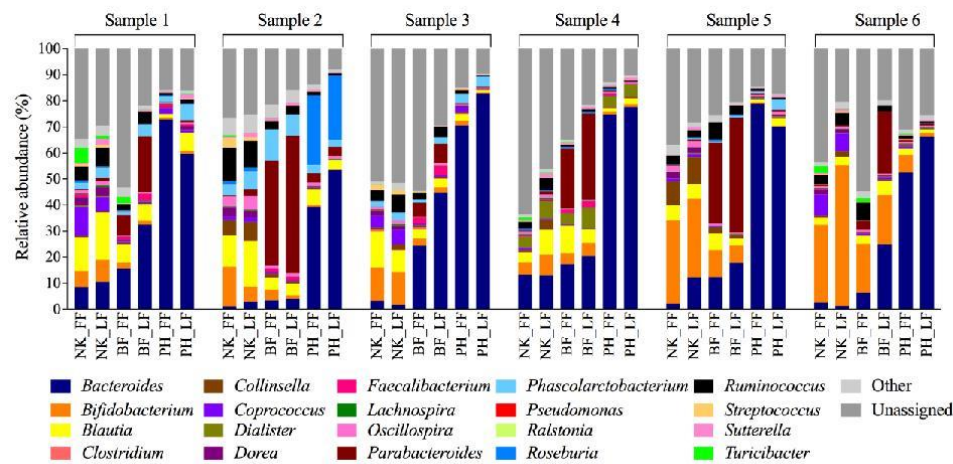 Sample 1 Sample 2 Sample 3 Sample 4 Sample 5 Sample 6
100
90
80
70
60
50
40
30
20
10
0
Relative abundance (%)
NK_FF NK_LF BF_FF BF_LF PH_FF PH_LF NK_FF NK_LF BF_FF BF_LF PH_FF PH_LF NK_FF NK_LF BF_FF BF_LF PH_FF PH_LF NK_FF NK_LF BF_FF BF_LF PH_FF PH_LF NK_FF NK_LF BF_FF BF_LF PH_FF PH_LF NK_FF NK_LF BF_FF BF_LF PH_FF PH_LF
Bacteroides Collinsella Faecalibacterium Phascolarctobacterium Ruminococcus Other
Bifidobacterium Coprococcus Lachnospira Pseudomonas Streptococcus Unassigned
Blautia Dialister Oscillospira Ralstonia Sutterella
Clostridium Dorea Parabacteroides Roseburia Turicibacter